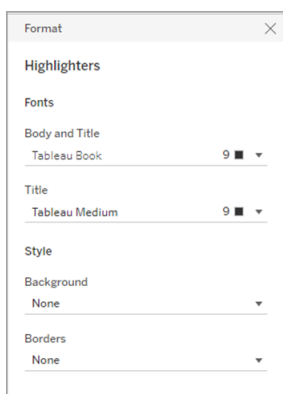 Format
Highlighters
Fonts
Body and Title
Tableau Book 9
Title
Tableau Medium 9
Style
Background
None
Borders
None